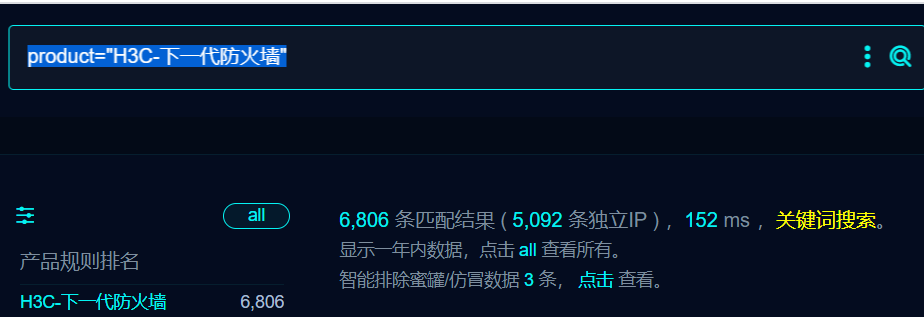 product="H3C-下一代防火墙"
all
6,806 条匹配结果 ( 5,092 条独立IP ) ，152 ms ，关键词搜索。
显示一年内数据，点击 all 查看所有。
产品规则排名
智能排除蜜罐/仿冒数据 3 条， 点击 查看。
H3C-下一代防火墙 6,806